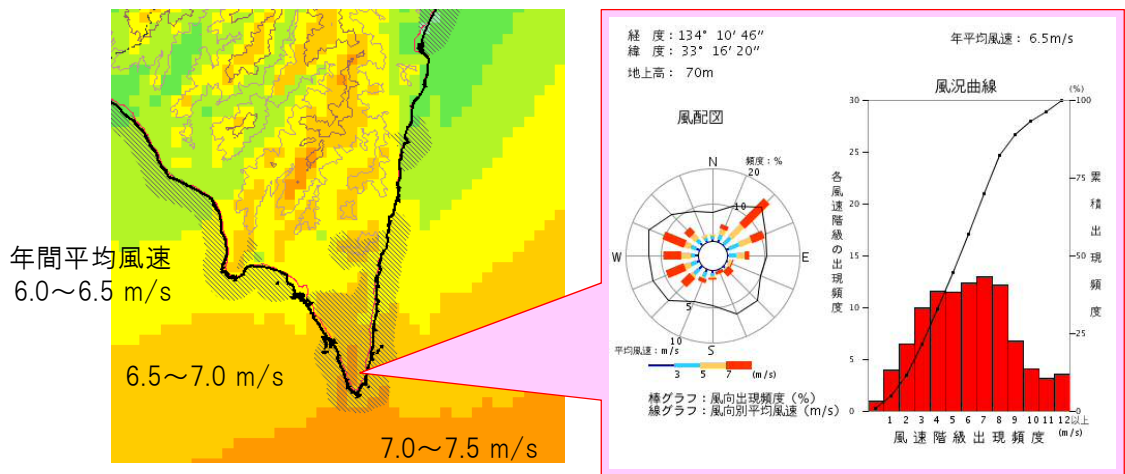 年間平均風速
6.0～6.5 m/s
6.5～7.0 m/s
7.0～7.5 m/s
経 度：134° 10′ 46″
緯 度：33° 16′ 20″
地上高： 70m
年平均風速： 6.5m/s
風配図
N
頻度：%
20
10
W
E
5
10
S
平均風速：m/s
3 5 7 (m/s)
棒グラフ：風向出現頻度（%）
線グラフ：風向別平均風速（m/s）
風況曲線
(%)
30
25
20
15
10
5
0
100
75
50
25
0
各風速階級の出現頻度
累積出現頻度
1 2 3 4 5 6 7 8 9 10 11 12以上
(m/s)
風速階級出現頻度